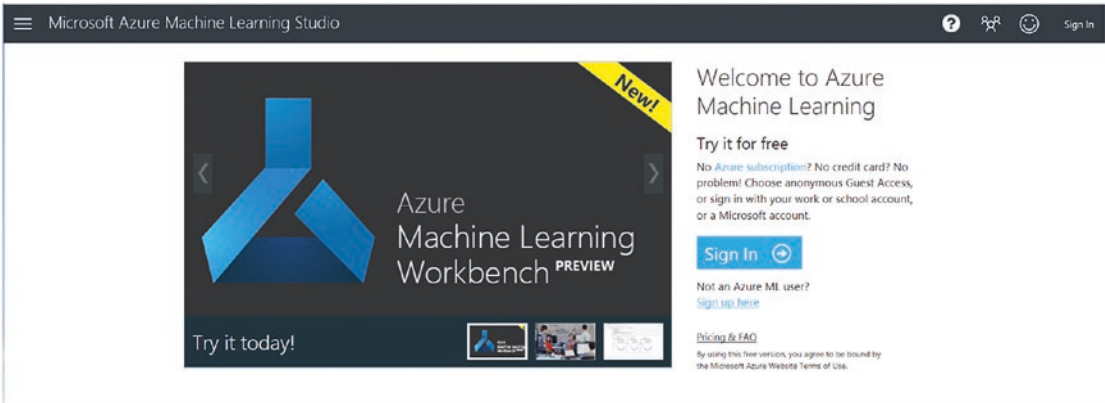 Microsoft Azure Machine Learning Studio
?
Sign In
New!
Azure
Machine Learning
Workbench PREVIEW
Try it today!
Welcome to Azure
Machine Learning
Try it for free
No Azure subscription? No credit card? No
problem! Choose anonymous Guest Access,
or sign in with your work or school account,
or a Microsoft account.
Sign In
Not an Azure ML user?
Sign up here
Pricing & FAQ
By using this free version, you agree to be bound by
the Microsoft Azure Website Terms of Use.